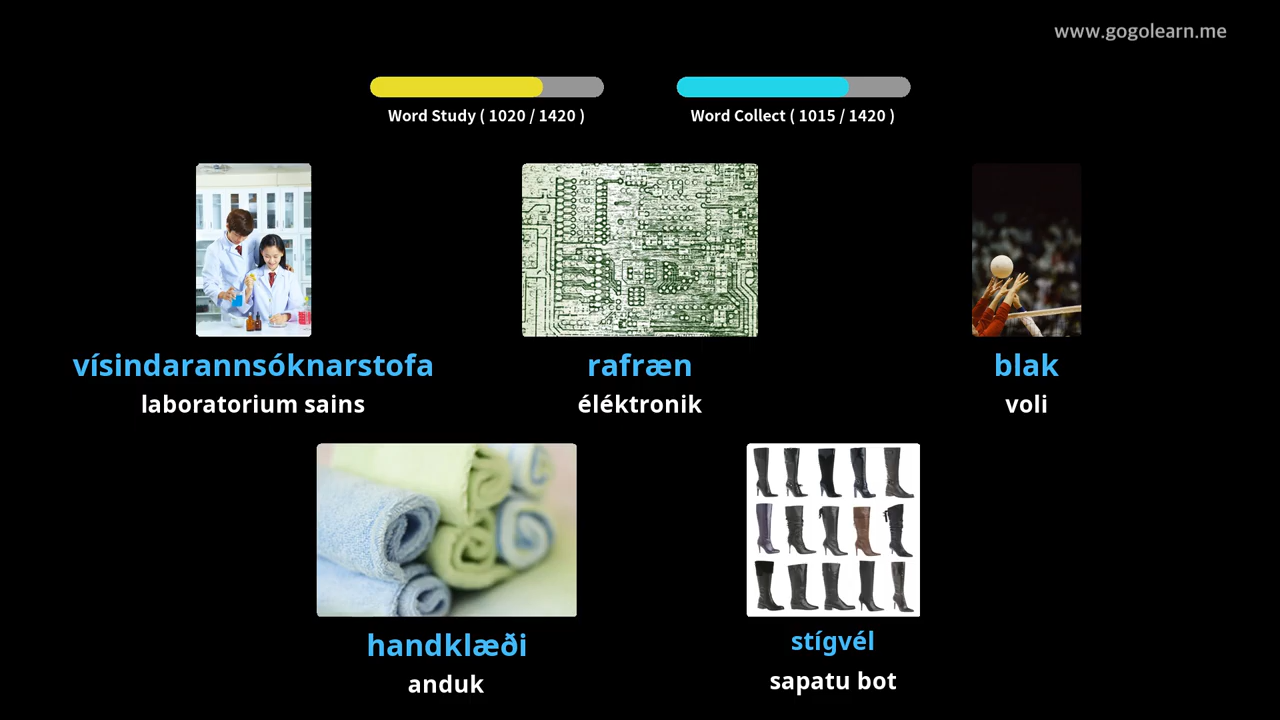 www.gogolearn.me
Word Study ( 1020 / 1420 )
Word Collect ( 1015 / 1420 )
vísindarannsóknarstofa
laboratorium sains
rafræn
éléktronik
blak
voli
handklæði
anduk
stígvél
sapatu bot